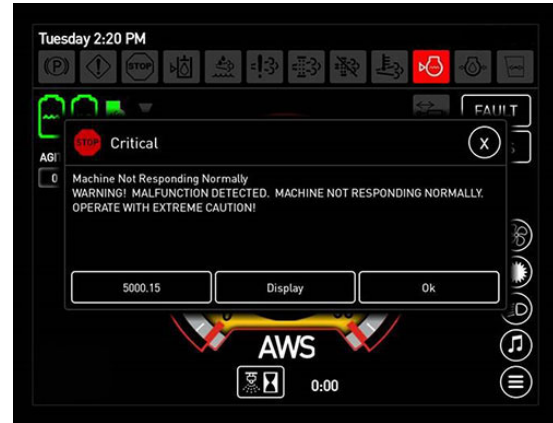 Tuesday 2:20 PM
(P)
STOP
FAULT
STOP Critical X
AGI
S
0
Machine Not Responding Normally
WARNING! MALFUNCTION DETECTED. MACHINE NOT RESPONDING NORMALLY.
OPERATE WITH EXTREME CAUTION!
5000.15 Display Ok
AWS
0:00